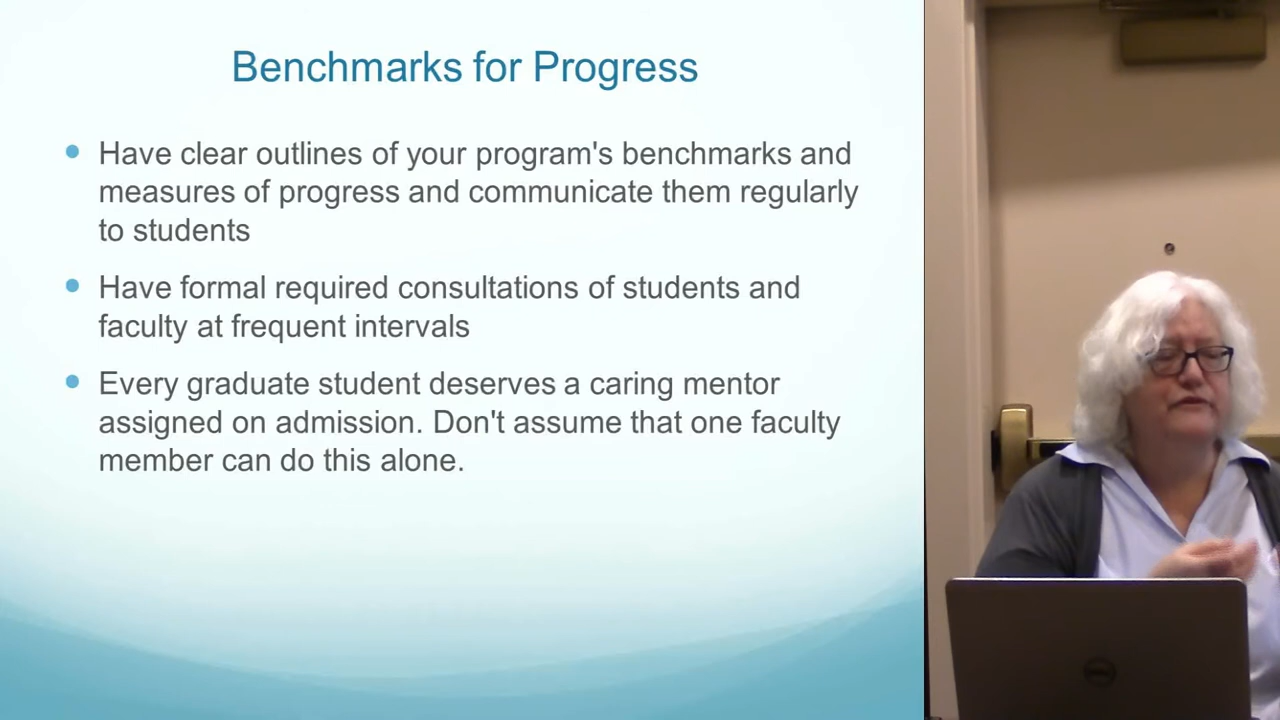 Benchmarks for Progress
Have clear outlines of your program's benchmarks and
measures of progress and communicate them regularly
to students
Have formal required consultations of students and
faculty at frequent intervals
Every graduate student deserves a caring mentor
assigned on admission. Don't assume that one faculty
member can do this alone.